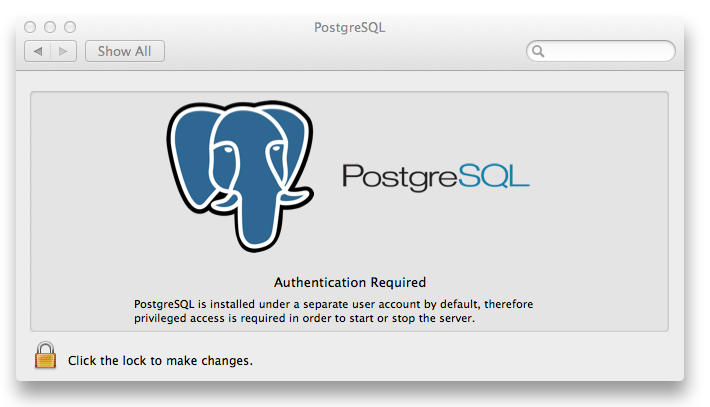 PostgreSQL
Show All
PostgreSQL
Authentication Required
PostgreSQL is installed under a separate user account by default, therefore
privileged access is required in order to start or stop the server.
Click the lock to make changes.